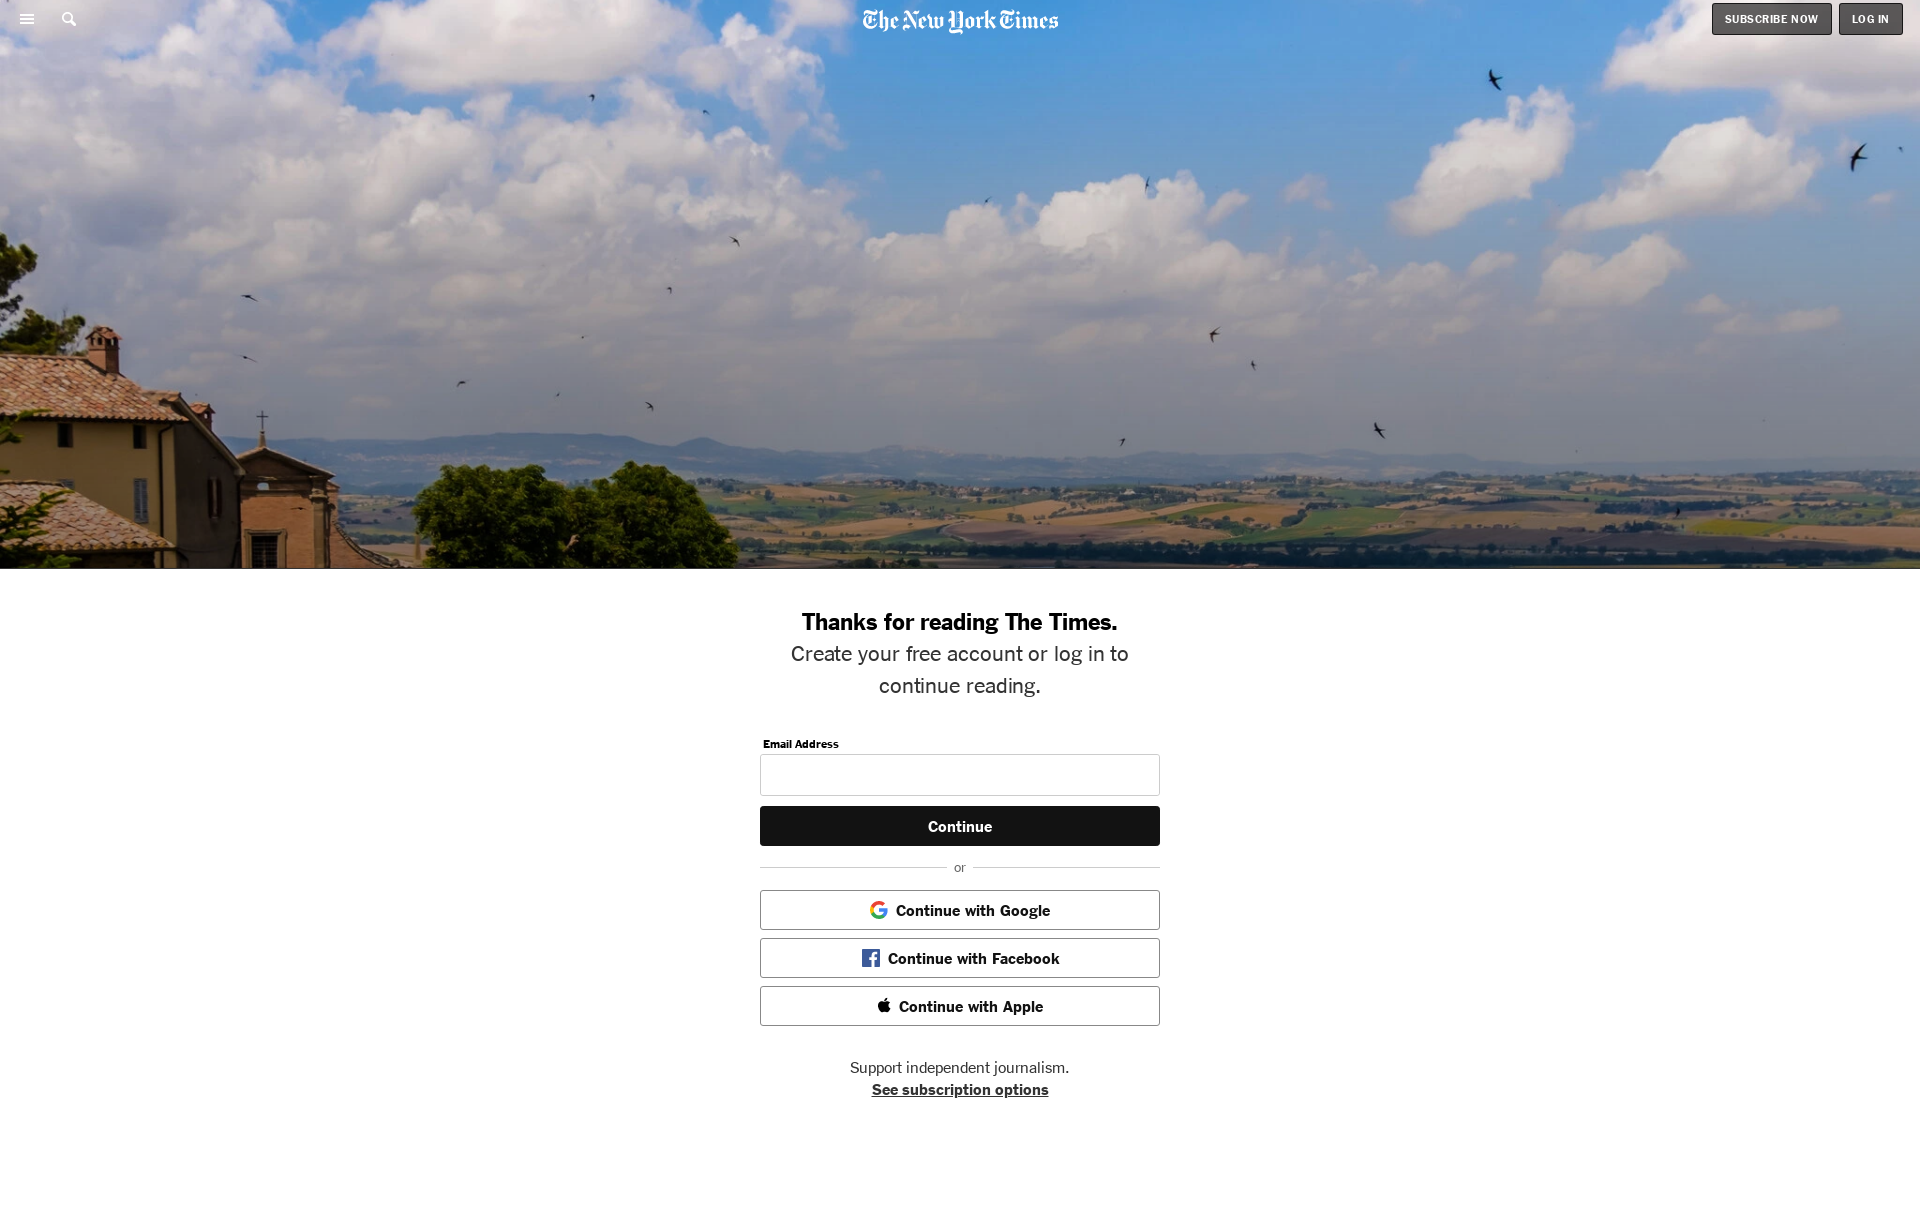 The New York Times
SUBSCRIBE NOW
LOG IN
Thanks for reading The Times.
Create your free account or log in to
continue reading.
Email Address
Continue
or
Continue with Google
Continue with Facebook
Continue with Apple
Support independent journalism.
See subscription options